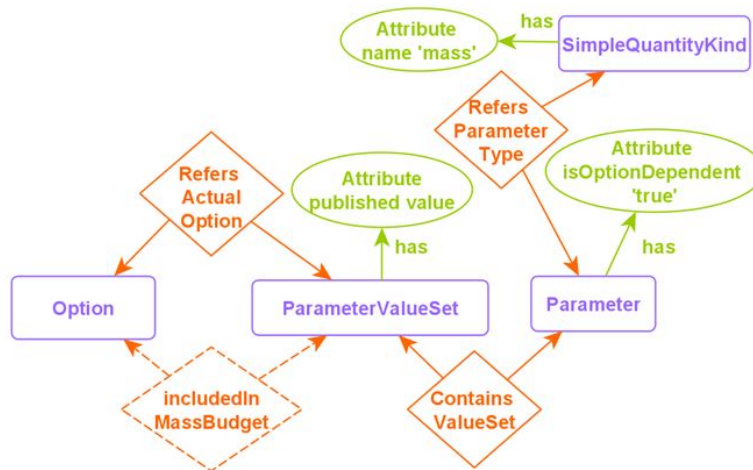 Attribute
name 'mass'
has
SimpleQuantityKind
Refers
Parameter
Type
Refers
Actual
Option
Attribute
published value
Attribute
isOptionDependent
'true'
has
has
Option
ParameterValueSet
Parameter
includedIn
MassBudget
Contains
ValueSet